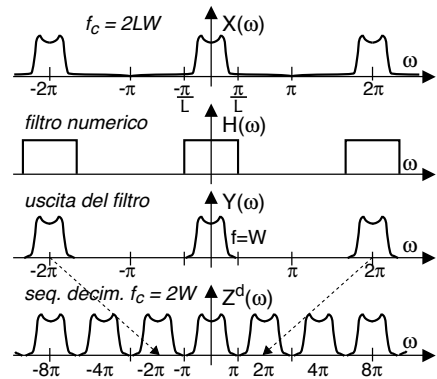 f_c = 2LW X(ω)
ω
-2π -π -π/L π/L π 2π
filtro numerico H(ω)
ω
uscita del filtro Y(ω)
f=W ω
-2π -π π 2π
seq. decim. f_c = 2W Z^d(ω)
ω
-8π -4π -2π -π π 2π 4π 8π